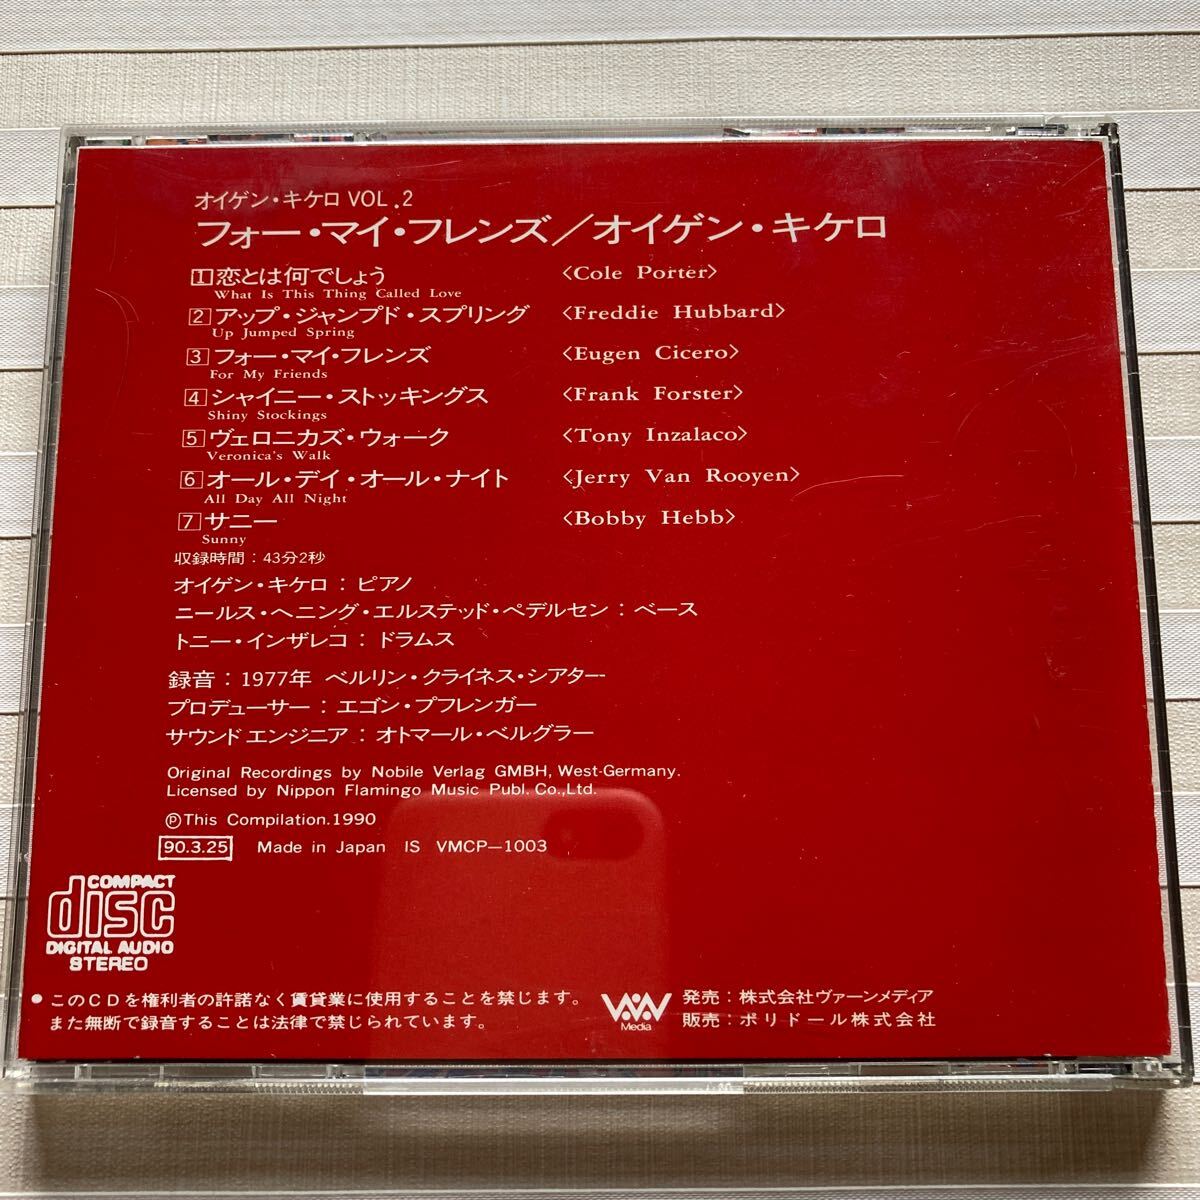 オイゲン・キケロ VOL.2
フォー・マイ・フレンズ／オイゲン・キケロ
1 恋とは何でしょう 〈Cole Porter〉
What Is This Thing Called Love
2 アップ・ジャンプド・スプリング 〈Freddie Hubbard〉
Up Jumped Spring
3 フォー・マイ・フレンズ 〈Eugen Cicero〉
For My Friends
4 シャイニー・ストッキングス 〈Frank Forster〉
Shiny Stockings
5 ヴェロニカズ・ウォーク 〈Tony Inzalaco〉
Veronica's Walk
6 オール・デイ・オール・ナイト 〈Jerry Van Rooyen〉
All Day All Night
7 サニー 〈Bobby Hebb〉
Sunny
収録時間：43分2秒
オイゲン・キケロ：ピアノ
ニールス・ヘニング・エルステッド・ペデルセン：ベース
トニー・インザレコ：ドラムス
録音：1977年 ベルリン・クライネス・シアター
プロデューサー：エゴン・プフレンガー
サウンドエンジニア：オトマール・ベルグラー
Original Recordings by Nobile Verlag GMBH, West-Germany.
Licensed by Nippon Flamingo Music Publ. Co.,Ltd.
ⓅThis Compilation.1990
90.3.25 Made in Japan IS VMCP-1003
COMPACT
disc
DIGITAL AUDIO
STEREO
●このCDを権利者の許諾なく賃貸業に使用することを禁じます。
また無断で録音することは法律で禁じられています。
Media
発売：株式会社ヴァーンメディア
販売：ポリドール株式会社